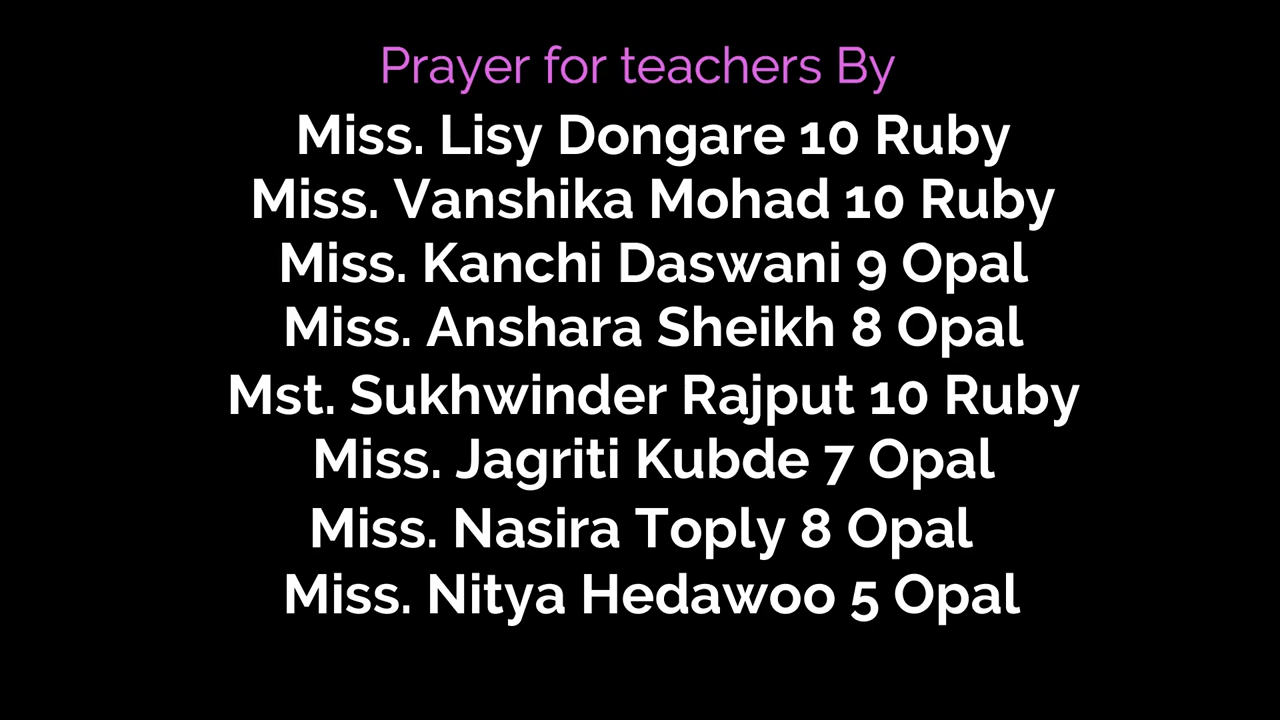 Prayer for teachers By
Miss. Lisy Dongare 10 Ruby
Miss. Vanshika Mohad 10 Ruby
Miss. Kanchi Daswani 9 Opal
Miss. Anshara Sheikh 8 Opal
Mst. Sukhwinder Rajput 10 Ruby
Miss. Jagriti Kubde 7 Opal
Miss. Nasira Toply 8 Opal
Miss. Nitya Hedawoo 5 Opal